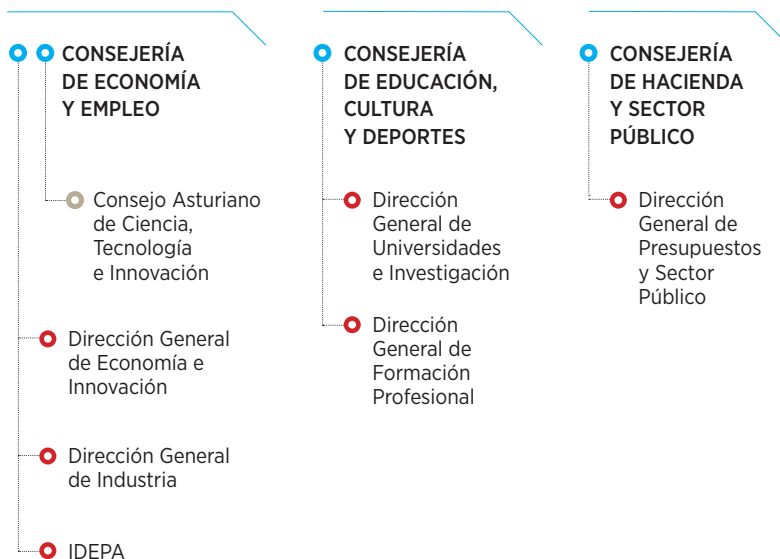 CONSEJERÍA
DE ECONOMÍA
Y EMPLEO
Consejo Asturiano
de Ciencia,
Tecnología
e Innovación
Dirección General
de Economía e
Innovación
Dirección General
de Industria
IDEPA
CONSEJERÍA
DE EDUCACIÓN,
CULTURA
Y DEPORTES
Dirección
General de
Universidades
e Investigación
Dirección
General de
Formación
Profesional
CONSEJERÍA
DE HACIENDA
Y SECTOR
PÚBLICO
Dirección
General de
Presupuestos
y Sector
Público